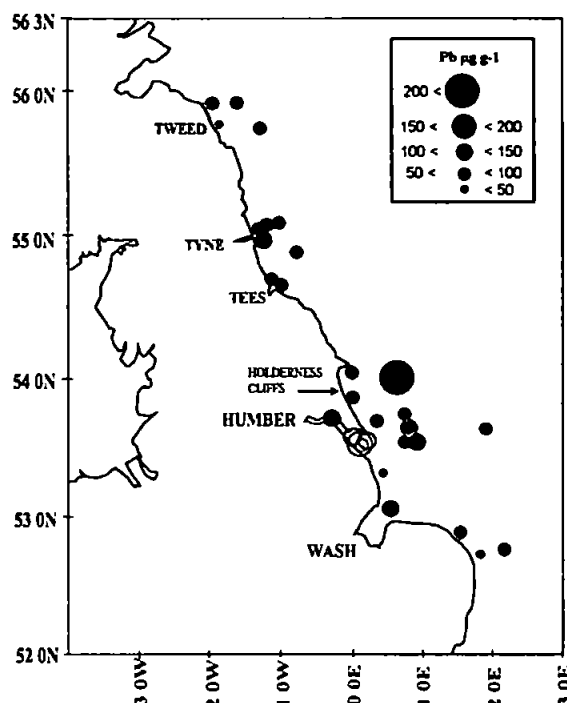 56.3N
56.0N
55.0N
54.0N
53.0N
52.0N
Pb µg g-1
200 <
150 < < 200
100 < < 150
50 < < 100
< 50
TWEED
TYNE
TEES
HOLDERNESS
CLIFFS
HUMBER
WASH
3.0W
2.0W
1.0W
0.0E
1.0E
2.0E
3.0E